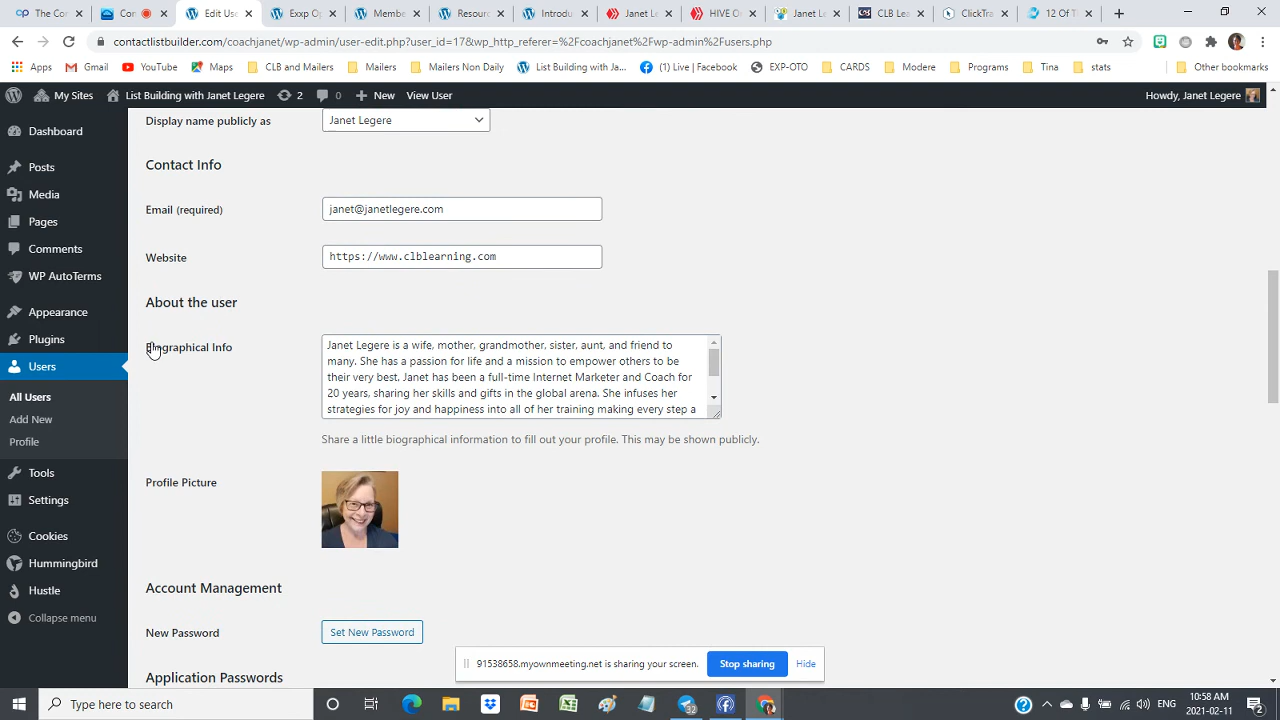 The Co
Co
Edit Use
Exxp O
Membe
Resour
Introdu
Janet Le
HIVE O
Janet Le
CLB Lea
ClickTra
12 Of Th
contactlistbuilder.com/coachjanet/wp-admin/user-edit.php?user_id=17&wp_http_referer=%2Fcoachjanet%2Fwp-admin%2Fusers.php
Apps
Gmail
YouTube
Maps
CLB and Mailers
Mailers
Mailers Non Daily
List Building with Ja...
(1) Live | Facebook
EXP-OTO
CARDS
Modere
Programs
Tina
stats
Other bookmarks
My Sites
List Building with Janet Legere
2
0
New
View User
Howdy, Janet Legere
Dashboard
Posts
Media
Pages
Comments
WP AutoTerms
Appearance
Plugins
Users
All Users
Add New
Profile
Tools
Settings
Cookies
Hummingbird
Hustle
Collapse menu
Display name publicly as
Janet Legere
Contact Info
Email (required)
janet@janetlegere.com
Website
https://www.clblearning.com
About the user
Biographical Info
Janet Legere is a wife, mother, grandmother, sister, aunt, and friend to
many. She has a passion for life and a mission to empower others to be
their very best. Janet has been a full-time Internet Marketer and Coach for
20 years, sharing her skills and gifts in the global arena. She infuses her
strategies for joy and happiness into all of her training making every step a
Share a little biographical information to fill out your profile. This may be shown publicly.
Profile Picture
Account Management
New Password
Set New Password
Application Passwords
91538658.myownmeeting.net is sharing your screen.
Stop sharing
Hide
Type here to search
32
ENG
10:58 AM
2021-02-11
2